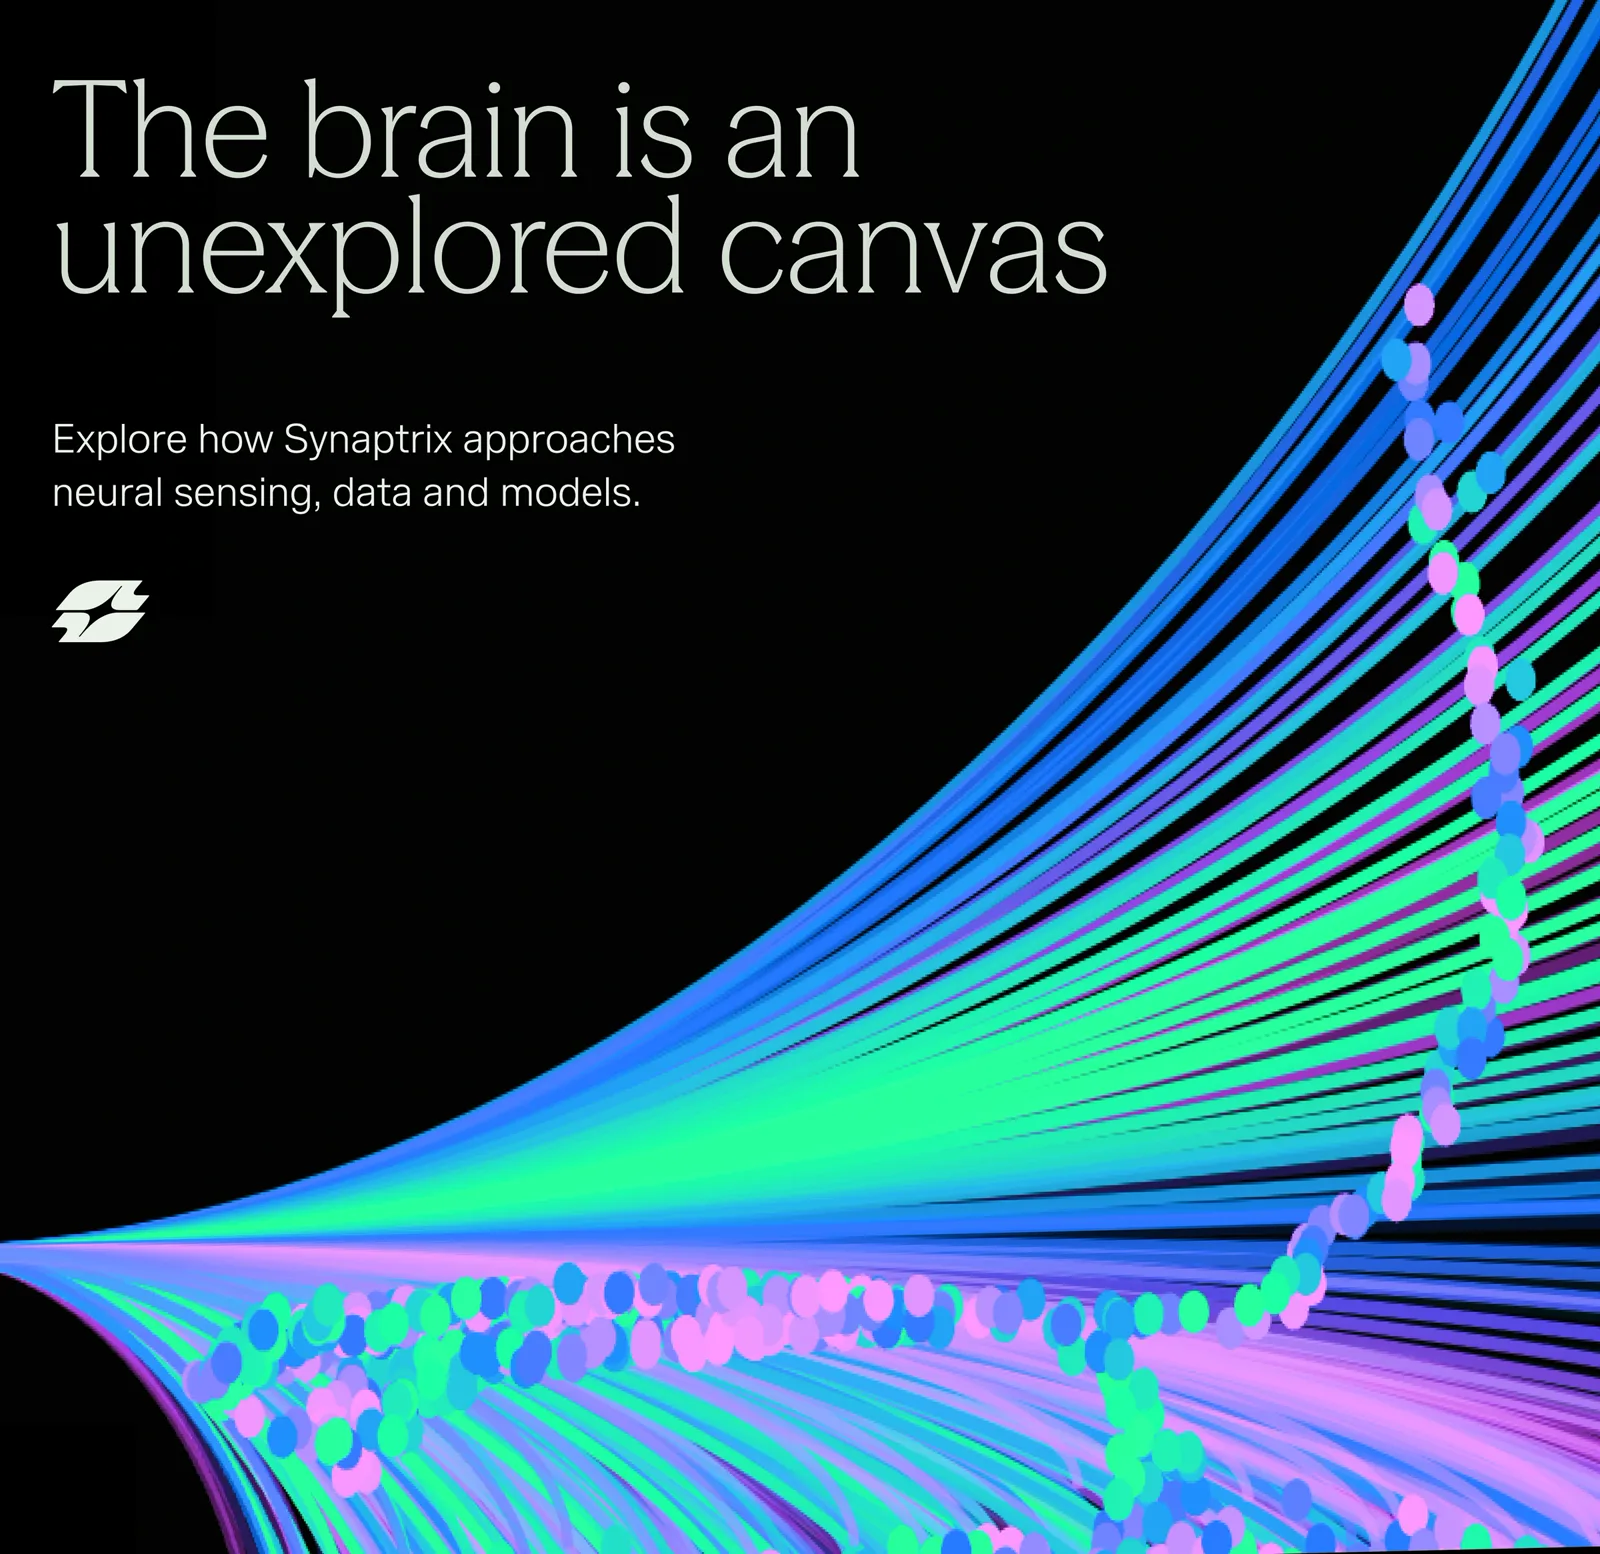 The brain is an
unexplored canvas
Explore how Synaptrix approaches
neural sensing, data and models.